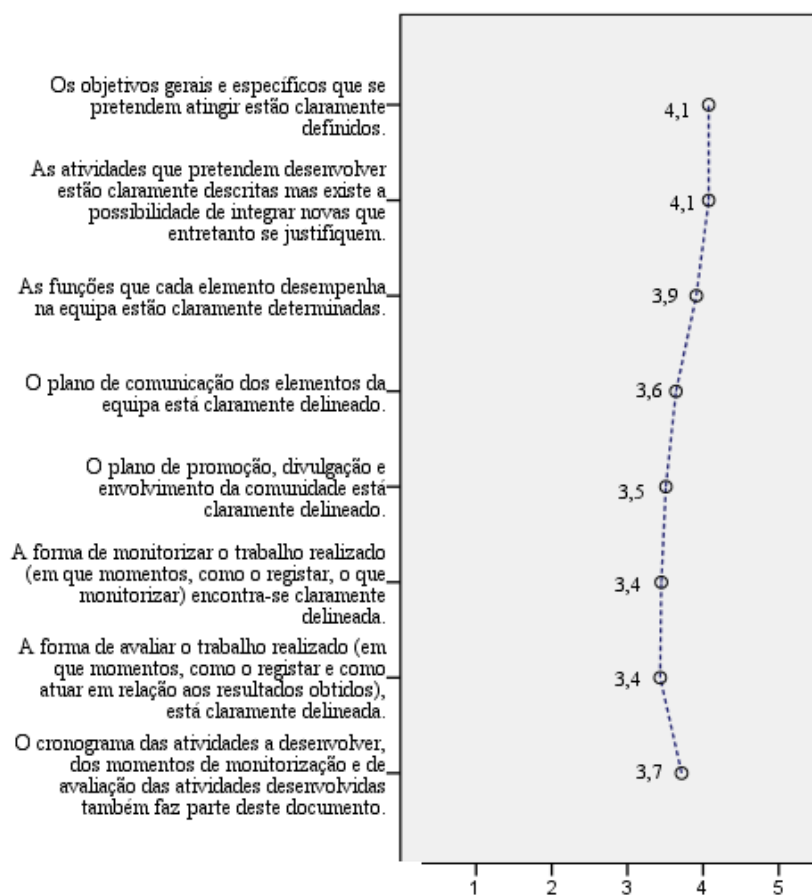 Os objetivos gerais e específicos que se
pretendem atingir estão claramente
definidos.
4,1
As atividades que pretendem desenvolver
estão claramente descritas mas existe a
possibilidade de integrar novas que
entretanto se justifiquem.
4,1
As funções que cada elemento desempenha
na equipa estão claramente determinadas.
3,9
O plano de comunicação dos elementos da
equipa está claramente delineado.
3,6
O plano de promoção, divulgação e
envolvimento da comunidade está
claramente delineado.
3,5
A forma de monitorizar o trabalho realizado
(em que momentos, como o registar, o que
monitorizar) encontra-se claramente
delineada.
3,4
A forma de avaliar o trabalho realizado (em
que momentos, como o registar e como
atuar em relação aos resultados obtidos),
está claramente delineada.
3,4
O cronograma das atividades a desenvolver,
dos momentos de monitorização e de
avaliação das atividades desenvolvidas
também faz parte deste documento.
3,7
1 2 3 4 5